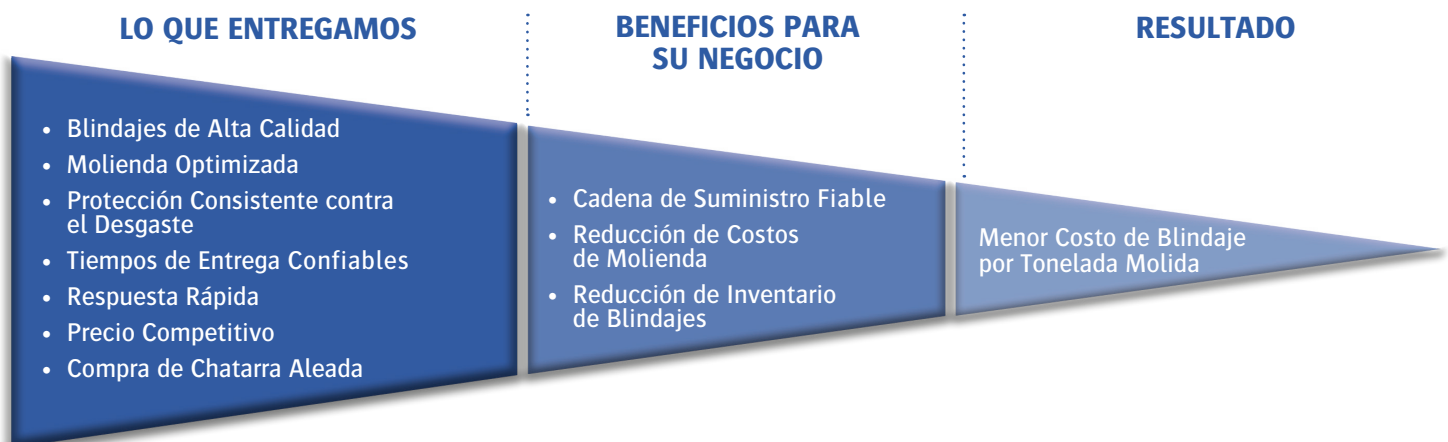 LO QUE ENTREGAMOS
• Blindajes de Alta Calidad
• Molienda Optimizada
• Protección Consistente contra
el Desgaste
• Tiempos de Entrega Confiables
• Respuesta Rápida
• Precio Competitivo
• Compra de Chatarra Aleada
BENEFICIOS PARA
SU NEGOCIO
• Cadena de Suministro Fiable
• Reducción de Costos
de Molienda
• Reducción de Inventario
de Blindajes
RESULTADO
Menor Costo de Blindaje
por Tonelada Molida